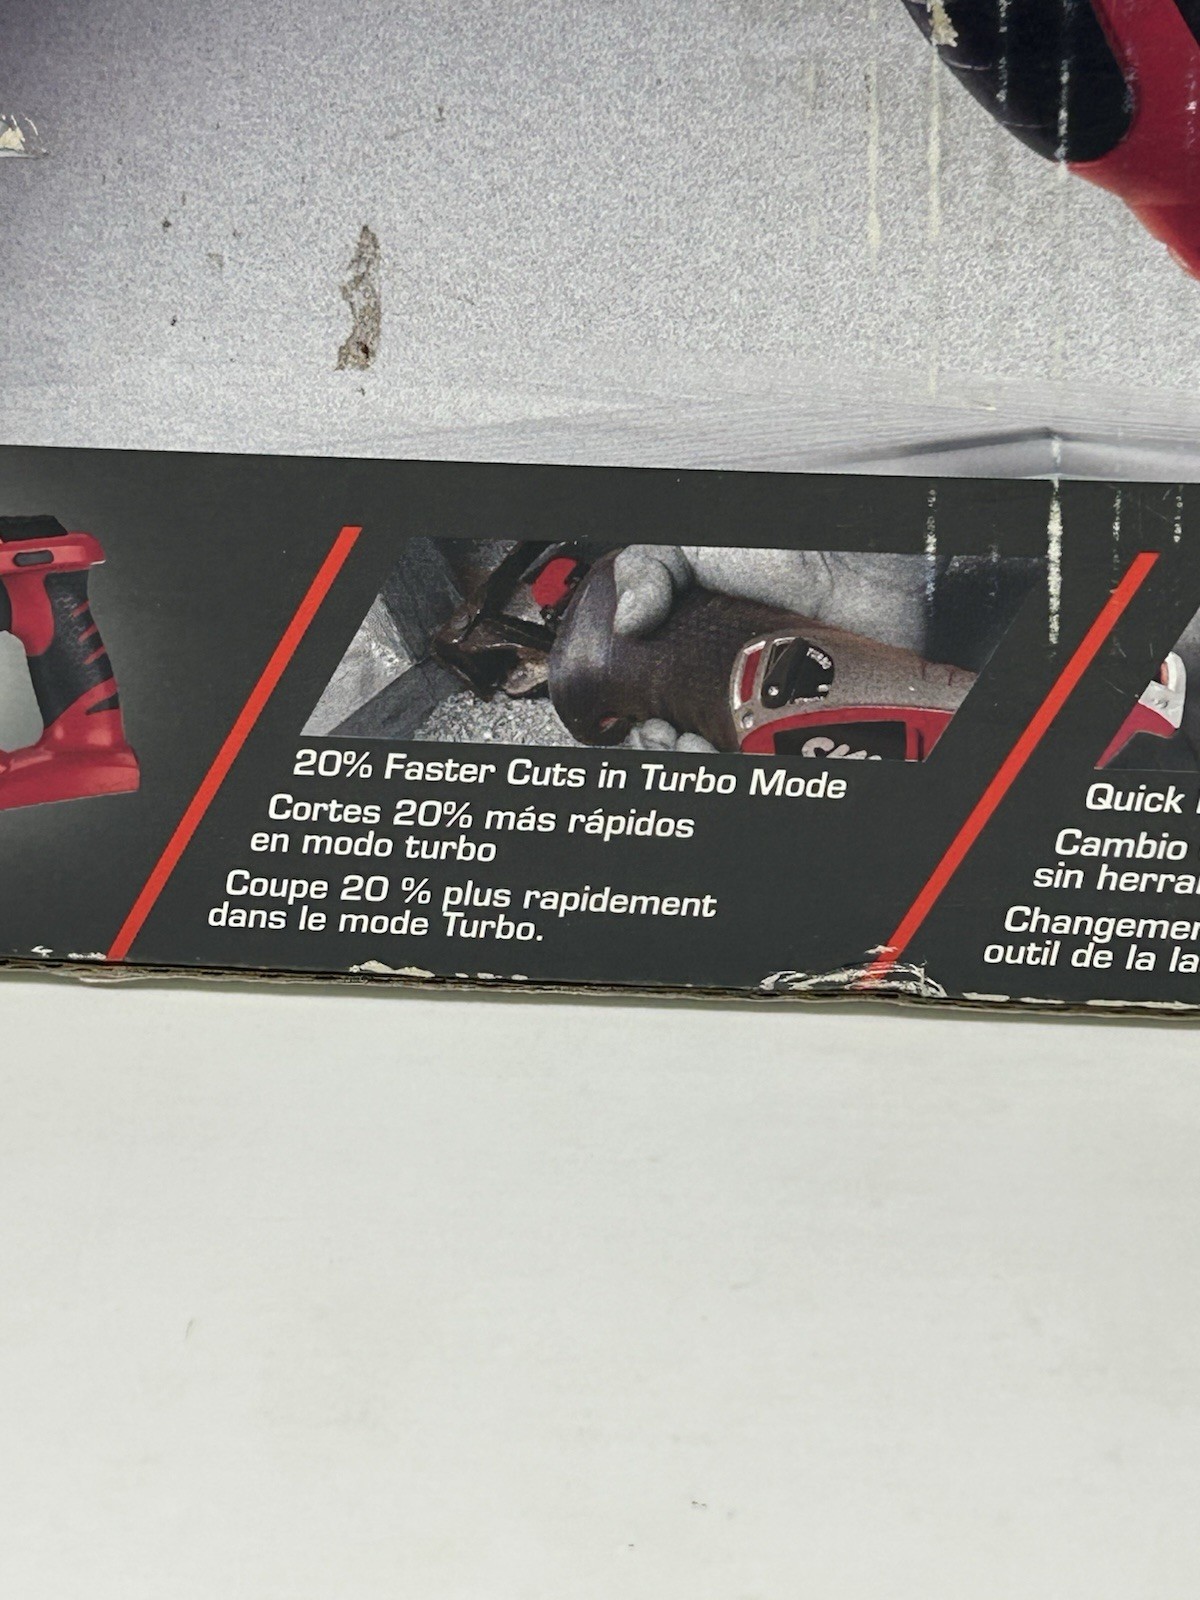 TURBO
20% Faster Cuts in Turbo Mode
Cortes 20% más rápidos
en modo turbo
Coupe 20 % plus rapidement
dans le mode Turbo.
Quick
Cambio
sin
outil de la